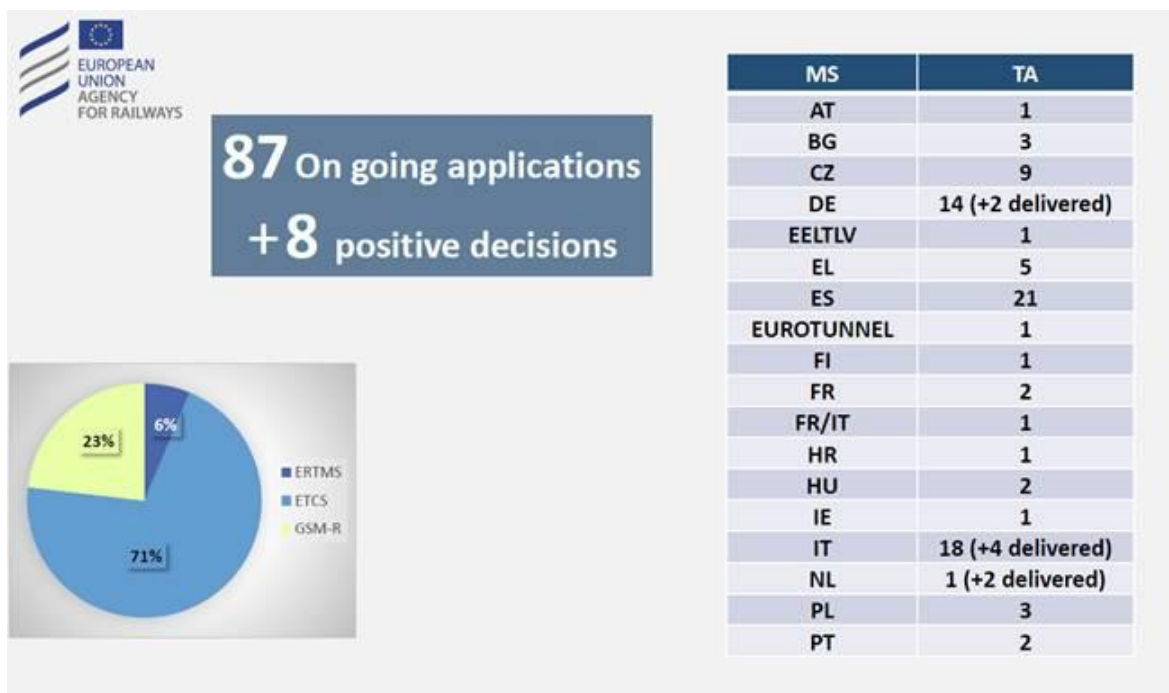 EUROPEAN
UNION
AGENCY
FOR RAILWAYS
87 On going applications
+8 positive decisions
MS TA
AT 1
BG 3
CZ 9
DE 14 (+2 delivered)
EELTLV 1
EL 5
ES 21
EUROTUNNEL 1
FI 1
FR 2
FR/IT 1
HR 1
HU 2
IE 1
IT 18 (+4 delivered)
NL 1 (+2 delivered)
PL 3
PT 2
6%
23%
71%
ERTMS
ETCS
GSM-R